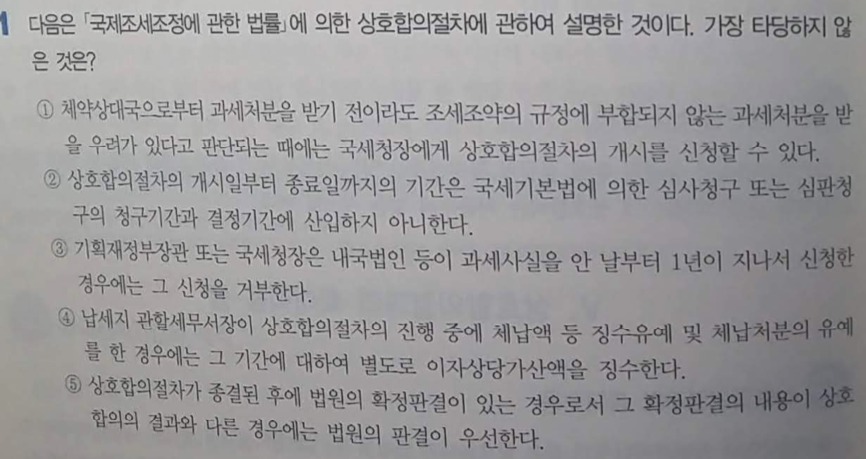 1 다음은 「국제조세조정에 관한 법률」에 의한 상호합의절차에 관하여 설명한 것이다. 가장 타당하지 않
은 것은?
① 체약상대국으로부터 과세처분을 받기 전이라도 조세조약의 규정에 부합되지 않는 과세처분을 받
을 우려가 있다고 판단되는 때에는 국세청장에게 상호합의절차의 개시를 신청할 수 있다.
② 상호합의절차의 개시일부터 종료일까지의 기간은 국세기본법에 의한 심사청구 또는 심판청
구의 청구기간과 결정기간에 산입하지 아니한다.
③ 기획재정부장관 또는 국세청장은 내국법인 등이 과세사실을 안 날부터 1년이 지나서 신청한
경우에는 그 신청을 거부한다.
④ 납세지 관할세무서장이 상호합의절차의 진행 중에 체납액 등 징수유예 및 체납처분의 유예
를 한 경우에는 그 기간에 대하여 별도로 이자상당가산액을 징수한다.
⑤ 상호합의절차가 종결된 후에 법원의 확정판결이 있는 경우로서 그 확정판결의 내용이 상호
합의의 결과와 다른 경우에는 법원의 판결이 우선한다.